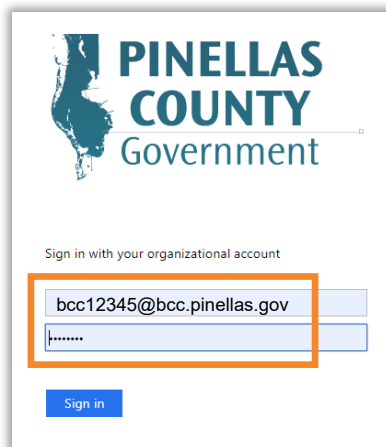 PINELLAS
COUNTY
Government
Sign in with your organizational account
bcc12345@bcc.pinellas.gov
••••••••
Sign in